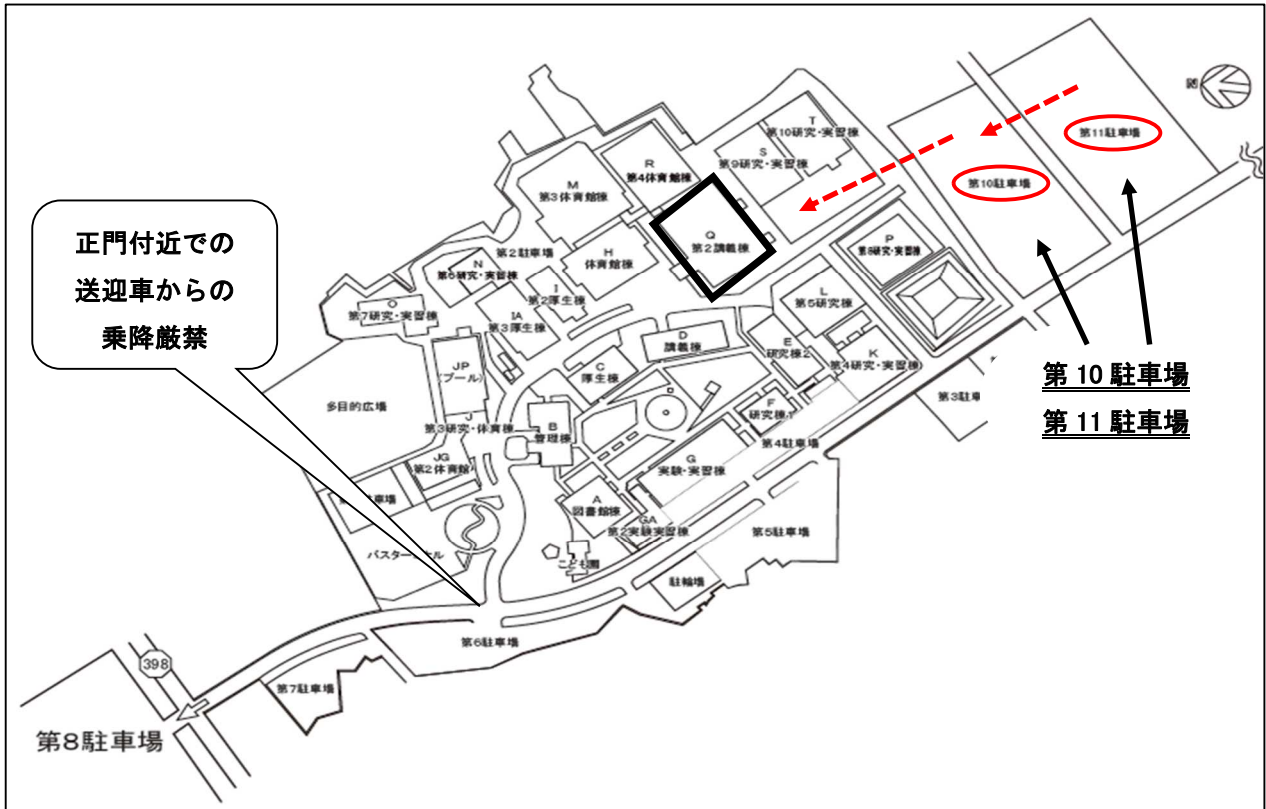 正門付近での
送迎車からの
乗降厳禁
N
T
第10研究・実習棟
S
第9研究・実習棟
R
第4体育館棟
M
第3体育館棟
Q
第2講義棟
H
体育館棟
第2駐車場
N
第6研究・実習棟
I
第2厚生棟
IA
第3厚生棟
O
第7研究・実習棟
第11駐車場
第10駐車場
P
第8研究・実習棟
L
第5研究棟
D
講義棟
E
研究棟2
K
第4研究・実習棟
C
厚生棟
JP
(プール)
多目的広場
F
研究棟1
第3駐車
第10駐車場
第11駐車場
J
第3研究・体育棟
B
管理棟
第4駐車場
JG
第2体育館
G
実験・実習棟
A
図書館棟
GA
第2実験実習棟
駐車場
バスター
ナル
こども園
第5駐車場
駐輪場
第6駐車場
398
第7駐車場
第8駐車場